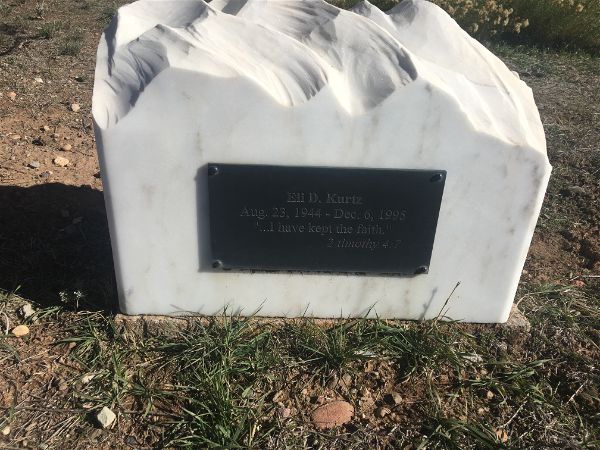 Eli D. Kurtz
Aug. 23, 1944 - Dec. 6, 1995
"...I have kept the faith."
2 timothy 4:7